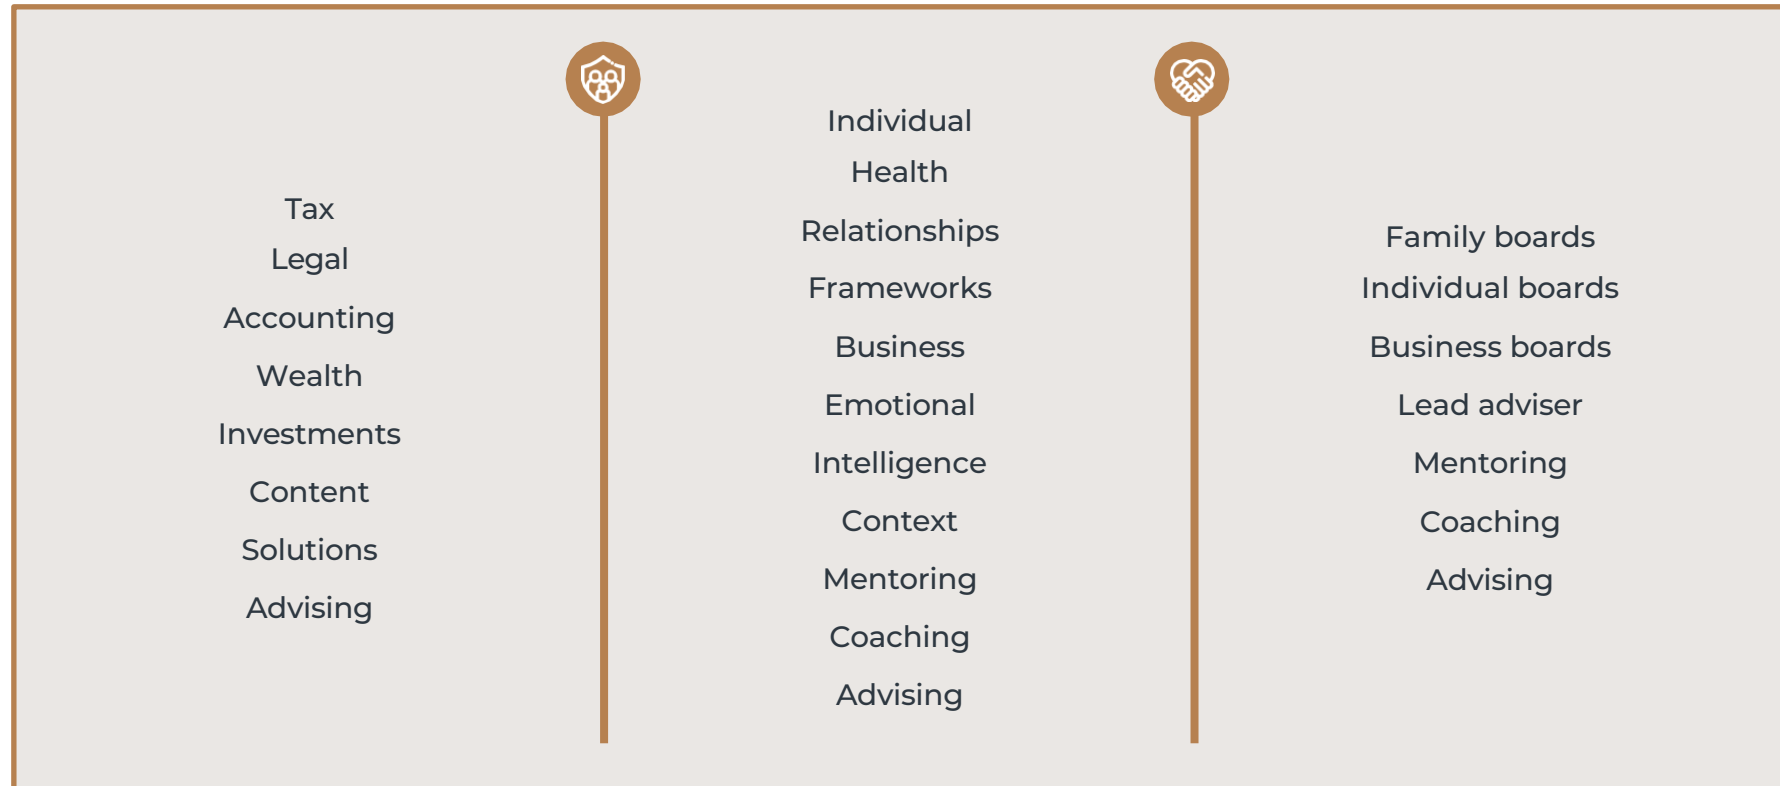 Tax
Legal
Accounting
Wealth
Investments
Content
Solutions
Advising
Individual
Health
Relationships
Frameworks
Business
Emotional
Intelligence
Context
Mentoring
Coaching
Advising
Family boards
Individual boards
Business boards
Lead adviser
Mentoring
Coaching
Advising